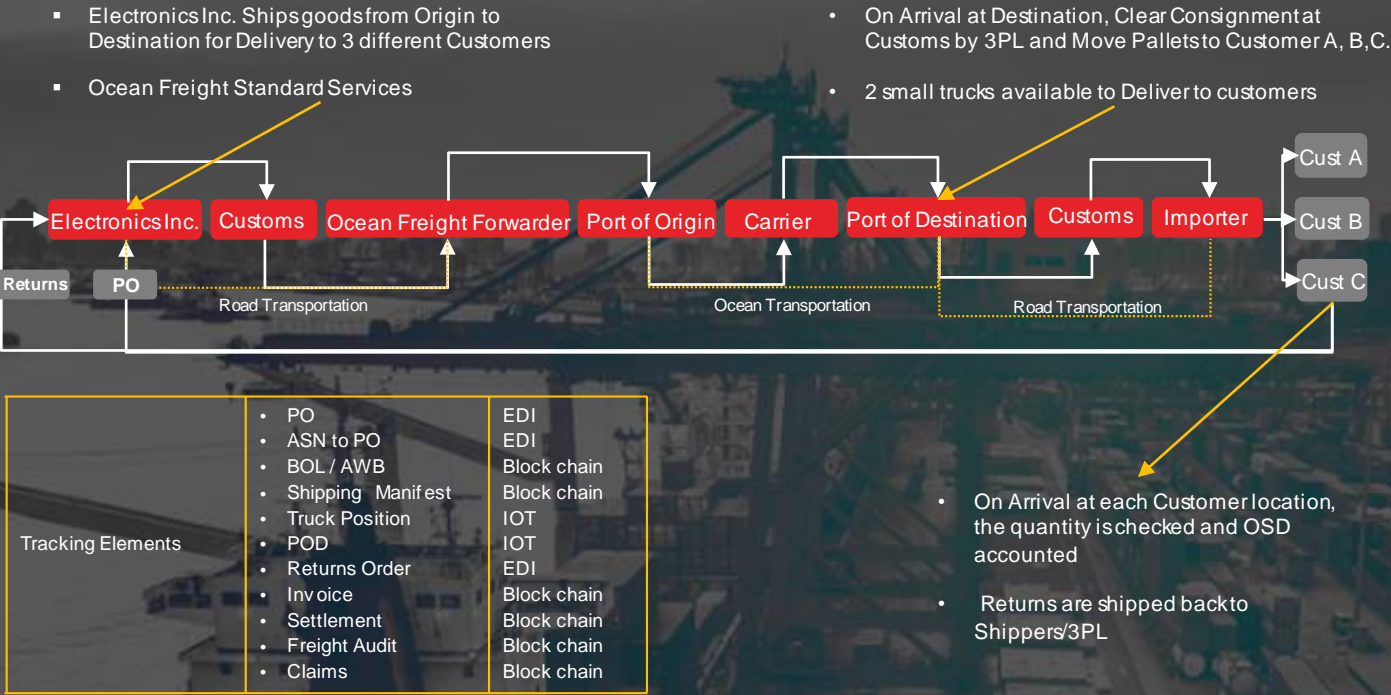 ▪ Electronics Inc. Ships goods from Origin to
Destination for Delivery to 3 different Customers
▪ Ocean Freight Standard Services
• On Arrival at Destination, Clear Consignment at
Customs by 3PL and Move Pallets to Customer A, B,C.
• 2 small trucks available to Deliver to customers
Cust A
Electronics Inc.
Customs
Ocean Freight Forwarder
Port of Origin
Carrier
Port of Destination
Customs
Importer
Cust B
Returns
PO
Cust C
Road Transportation
Ocean Transportation
Road Transportation
Tracking Elements
• PO EDI
• ASN to PO EDI
• BOL / AWB Block chain
• Shipping Manifest Block chain
• Truck Position IOT
• POD IOT
• Returns Order EDI
• Invoice Block chain
• Settlement Block chain
• Freight Audit Block chain
• Claims Block chain
• On Arrival at each Customer location,
the quantity is checked and OSD
accounted
• Returns are shipped back to
Shippers/3PL